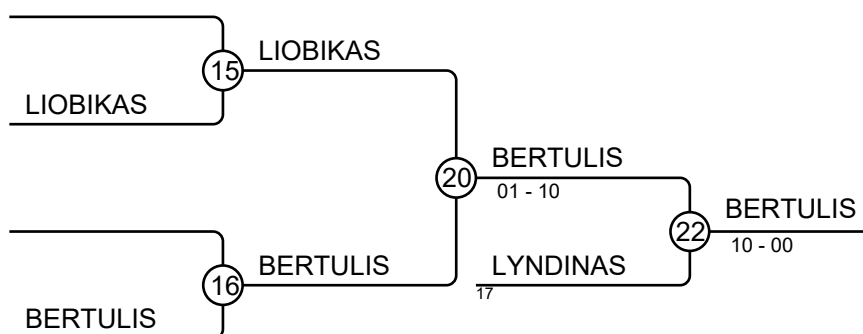 LIOBIKAS
15
LIOBIKAS
BERTULIS
20
01 - 10
BERTULIS
22
10 - 00
BERTULIS
16
LYNDINAS
17
BERTULIS